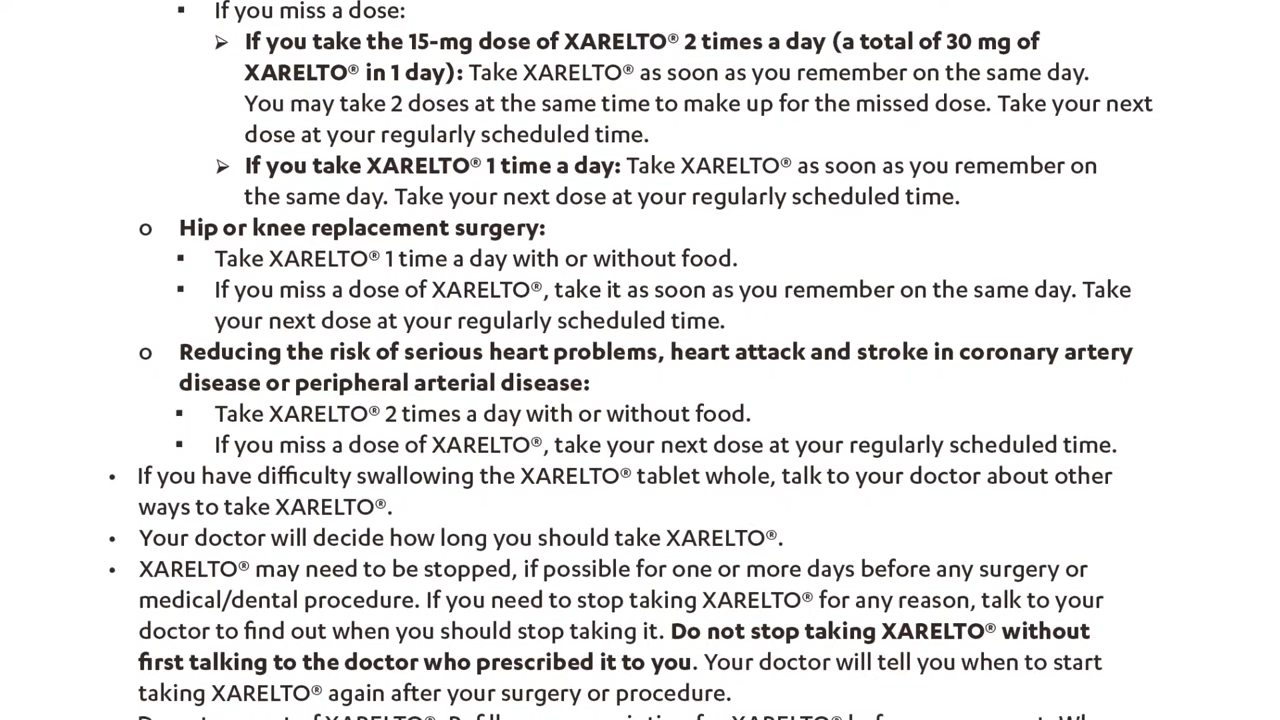 ▪ If you miss a dose:
➢ If you take the 15-mg dose of XARELTO® 2 times a day (a total of 30 mg of
XARELTO® in 1 day): Take XARELTO® as soon as you remember on the same day.
You may take 2 doses at the same time to make up for the missed dose. Take your next
dose at your regularly scheduled time.
➢ If you take XARELTO® 1 time a day: Take XARELTO® as soon as you remember on
the same day. Take your next dose at your regularly scheduled time.
o Hip or knee replacement surgery:
▪ Take XARELTO® 1 time a day with or without food.
▪ If you miss a dose of XARELTO®, take it as soon as you remember on the same day. Take
your next dose at your regularly scheduled time.
o Reducing the risk of serious heart problems, heart attack and stroke in coronary artery
disease or peripheral arterial disease:
▪ Take XARELTO® 2 times a day with or without food.
▪ If you miss a dose of XARELTO®, take your next dose at your regularly scheduled time.
• If you have difficulty swallowing the XARELTO® tablet whole, talk to your doctor about other
ways to take XARELTO®.
• Your doctor will decide how long you should take XARELTO®.
• XARELTO® may need to be stopped, if possible for one or more days before any surgery or
medical/dental procedure. If you need to stop taking XARELTO® for any reason, talk to your
doctor to find out when you should stop taking it. Do not stop taking XARELTO® without
first talking to the doctor who prescribed it to you. Your doctor will tell you when to start
taking XARELTO® again after your surgery or procedure.